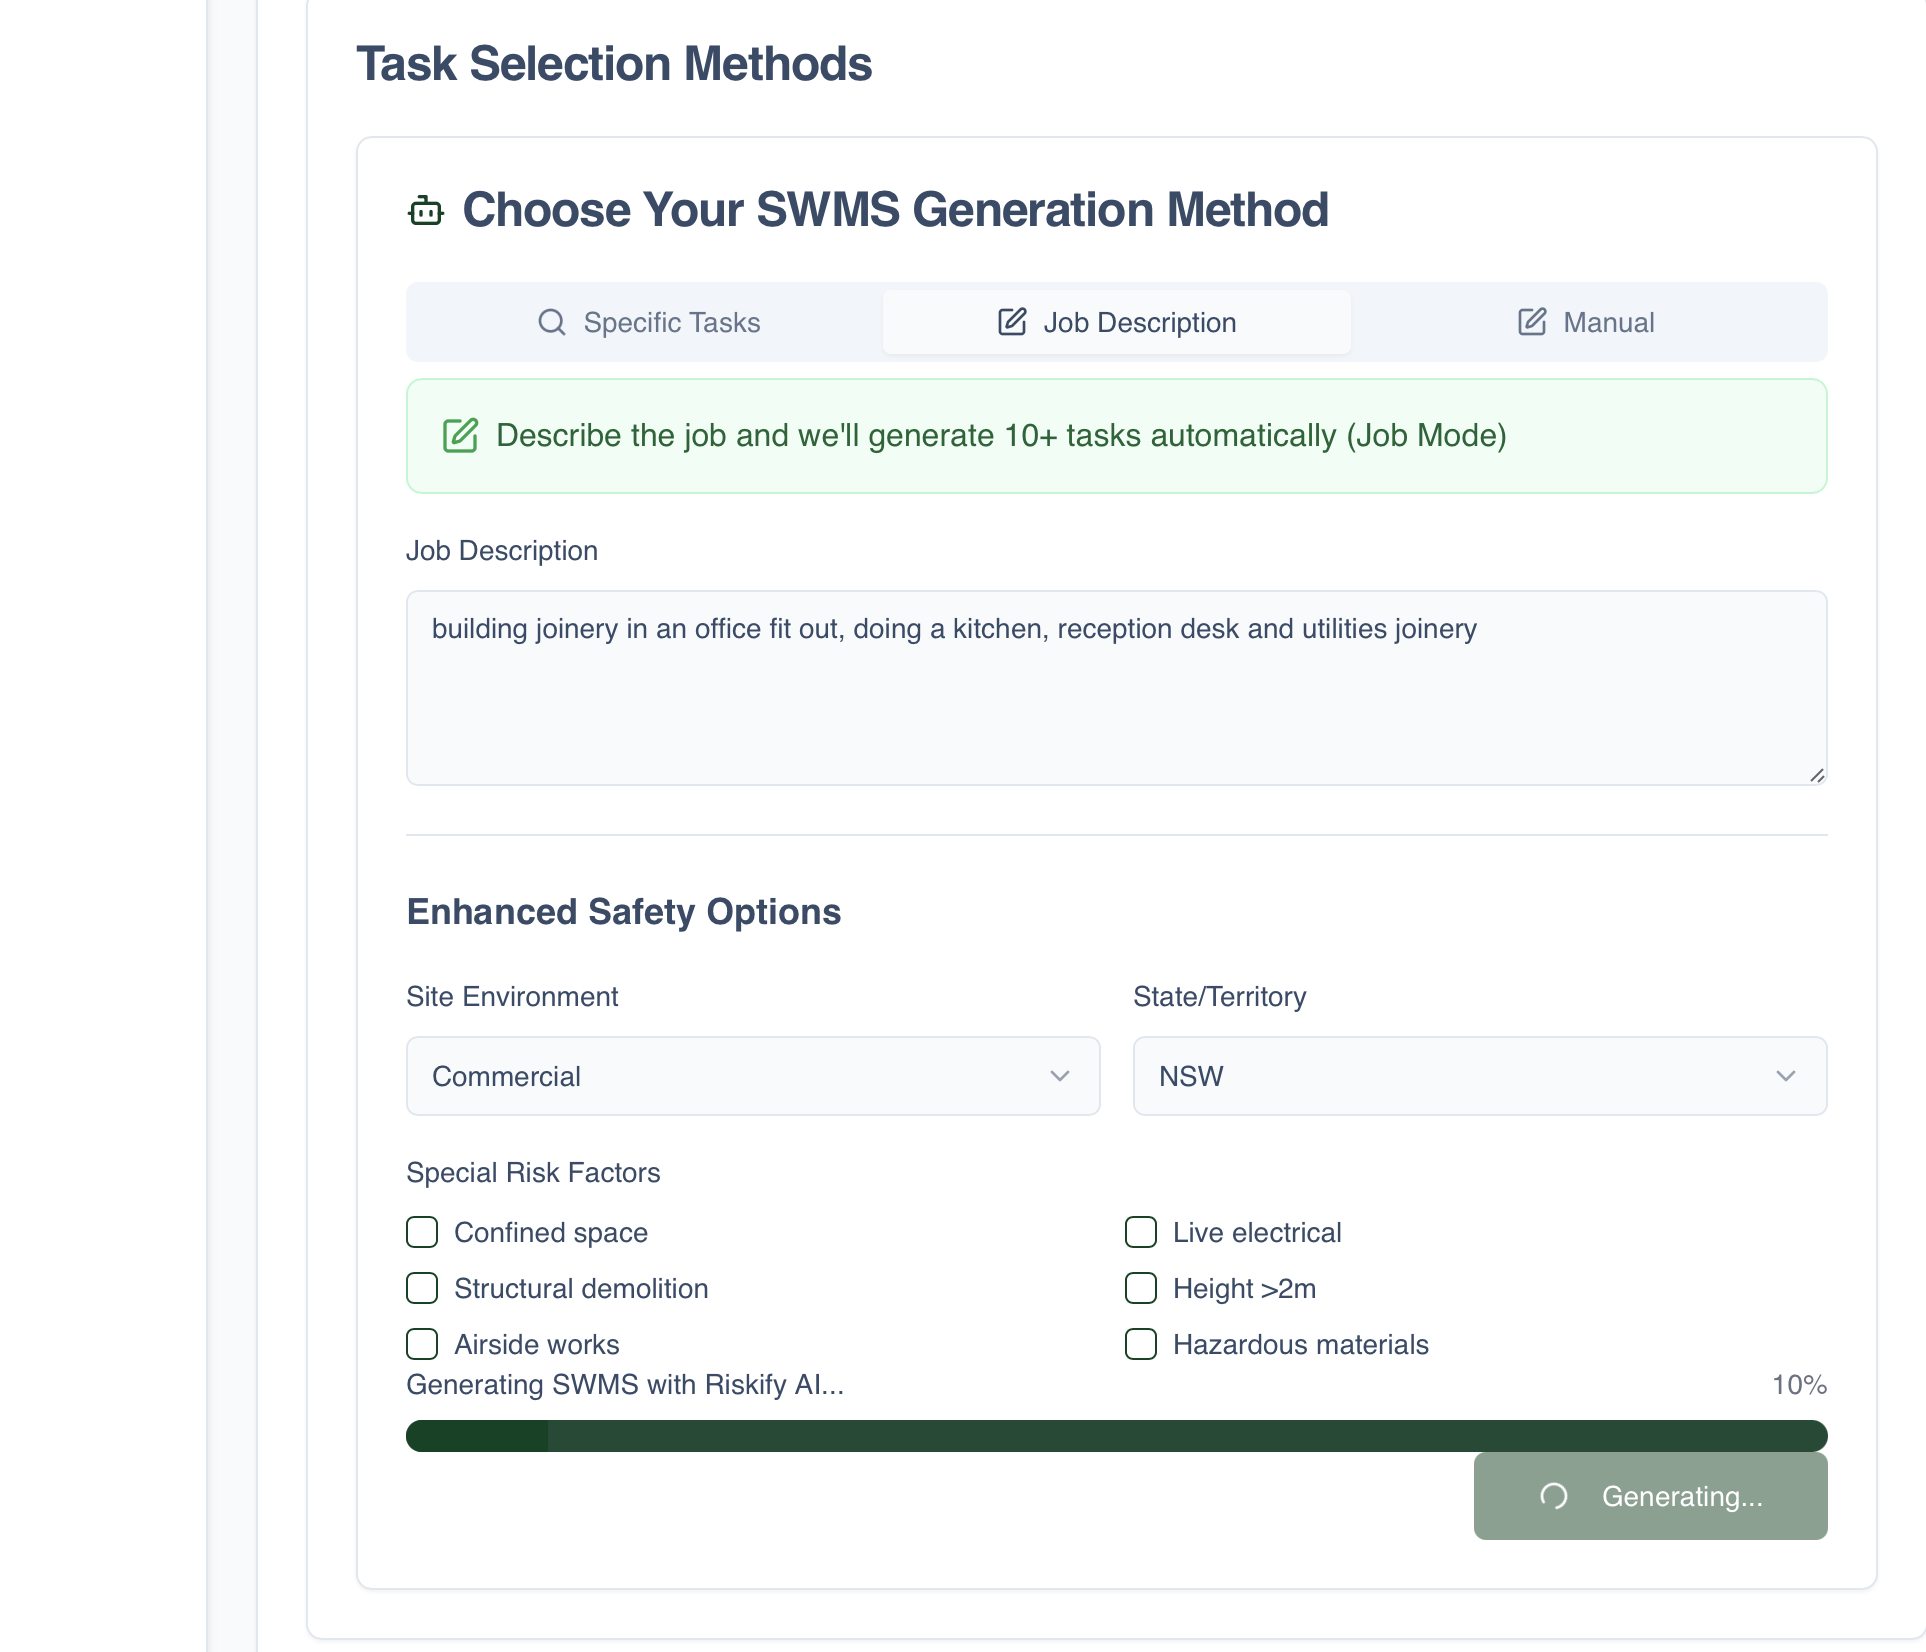 Task Selection Methods
Choose Your SWMS Generation Method
Specific Tasks
Job Description
Manual
Describe the job and we'll generate 10+ tasks automatically (Job Mode)
Job Description
building joinery in an office fit out, doing a kitchen, reception desk and utilities joinery
Enhanced Safety Options
Site Environment
State/Territory
Commercial
NSW
Special Risk Factors
Confined space
Live electrical
Structural demolition
Height >2m
Airside works
Hazardous materials
Generating SWMS with Riskify AI...
10%
Generating...